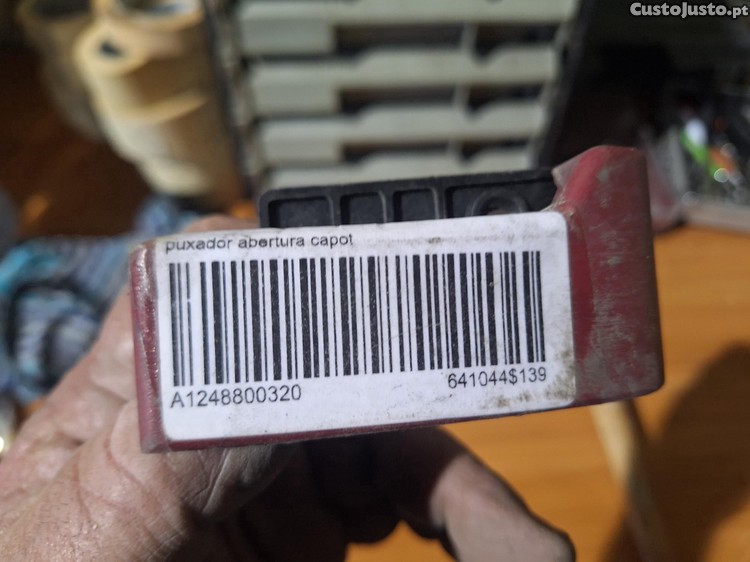 CustoJusto.pt
puxador abertura capot
A1248800320
641044$139